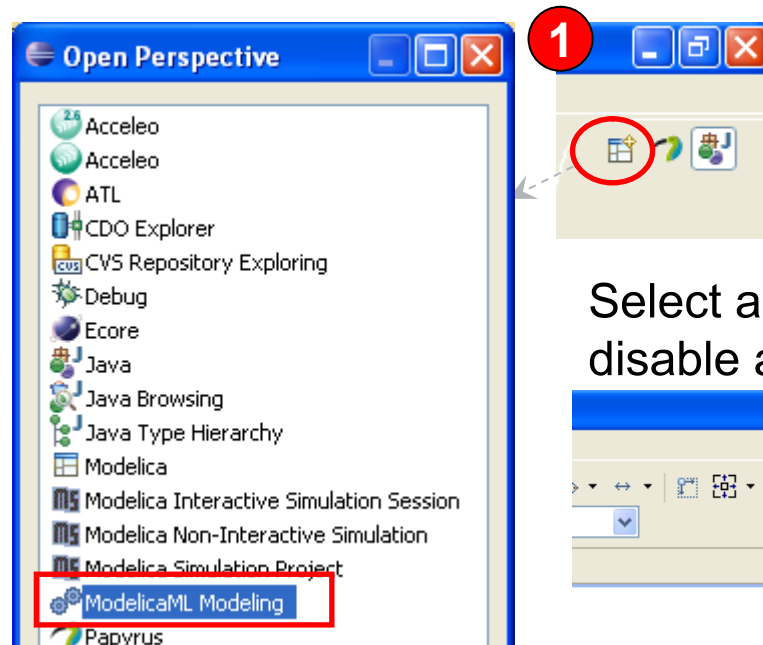 Open Perspective
Acceleo
Acceleo
ATL
CDO Explorer
CVS Repository Exploring
Debug
Ecore
Java
Java Browsing
Java Type Hierarchy
Modelica
Modelica Interactive Simulation Session
Modelica Non-Interactive Simulation
Modelica Simulation Project
ModelicaML Modeling
Papyrus
1
Select a
disable a